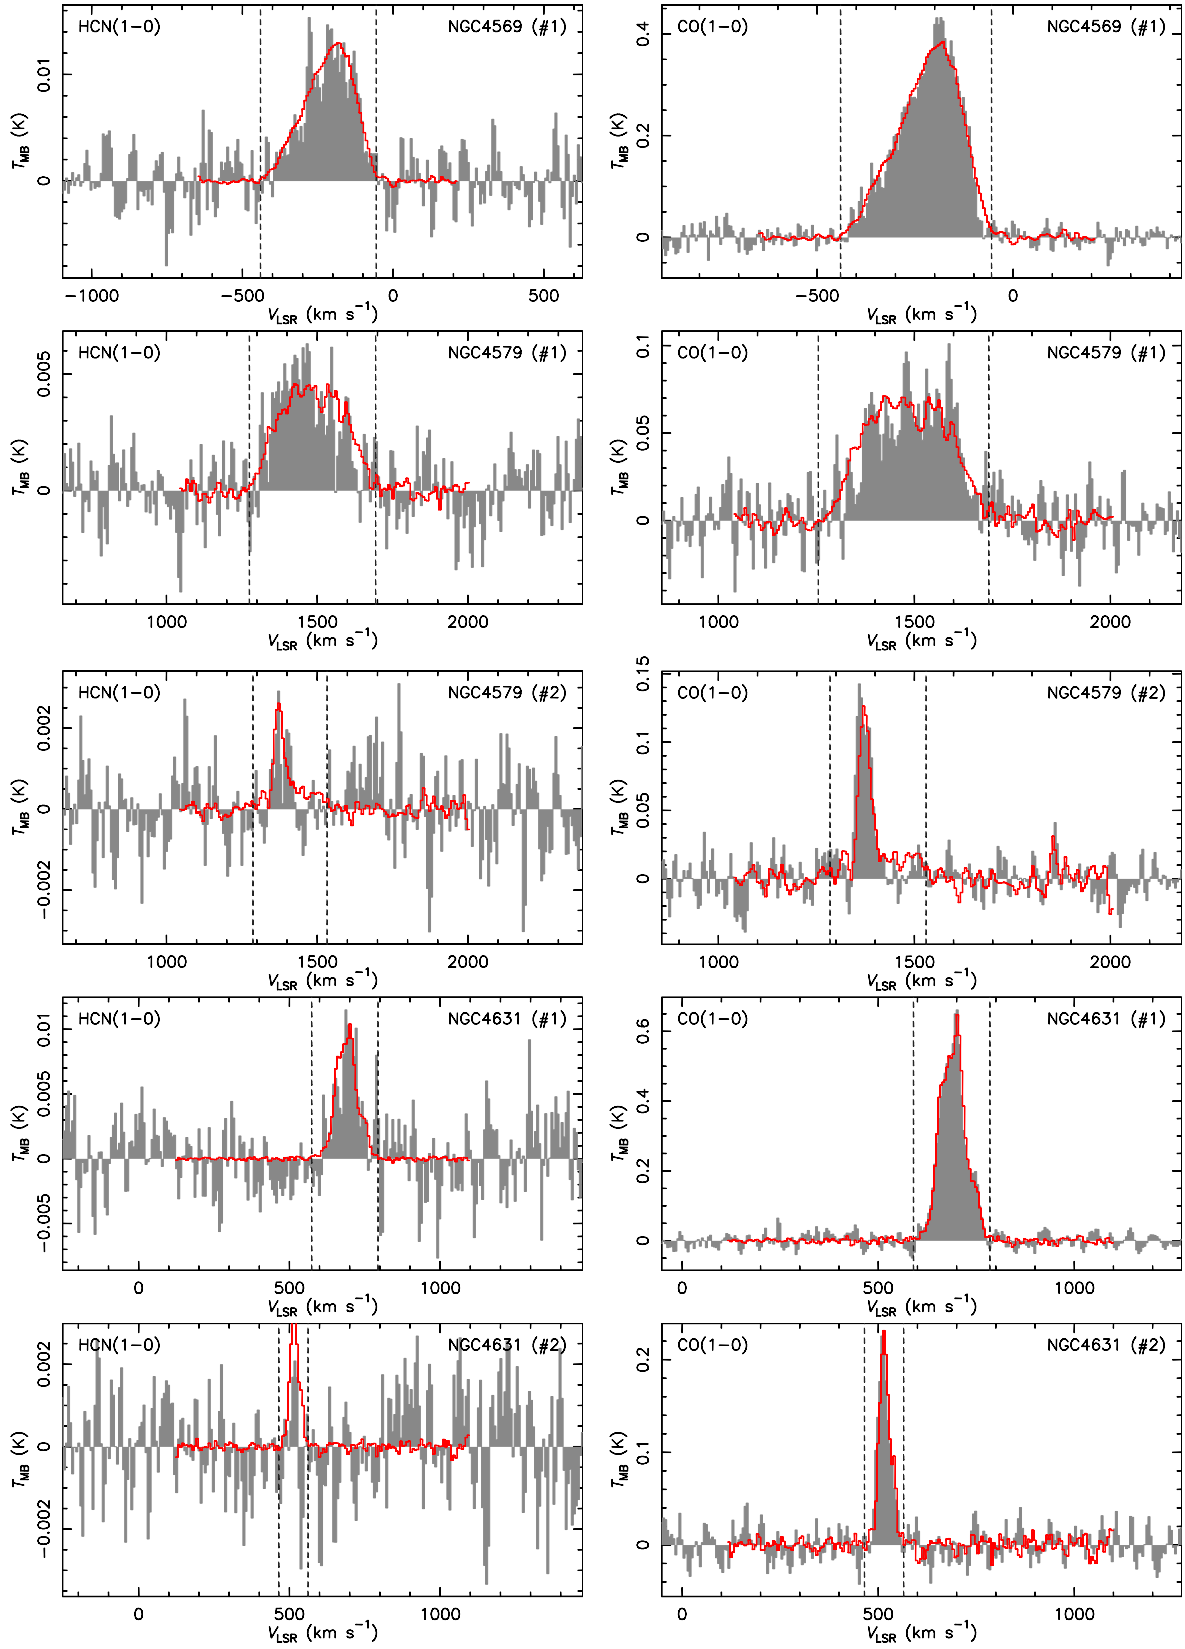 HCN(1−0) NGC4569 (#1)
T_MB (K)
0 0.01
−1000 −500 0 500
V_LSR (km s⁻¹)
CO(1−0) NGC4569 (#1)
T_MB (K)
0 0.2 0.4
−500 0
V_LSR (km s⁻¹)
HCN(1−0) NGC4579 (#1)
T_MB (K)
0 0.005
1000 1500 2000
V_LSR (km s⁻¹)
CO(1−0) NGC4579 (#1)
T_MB (K)
0 0.05 0.1
1000 1500 2000
V_LSR (km s⁻¹)
HCN(1−0) NGC4579 (#2)
T_MB (K)
−0.002 0 0.002
1000 1500 2000
V_LSR (km s⁻¹)
CO(1−0) NGC4579 (#2)
T_MB (K)
0 0.05 0.1 0.15
1000 1500 2000
V_LSR (km s⁻¹)
HCN(1−0) NGC4631 (#1)
T_MB (K)
−0.005 0 0.005 0.01
0 500 1000
V_LSR (km s⁻¹)
CO(1−0) NGC4631 (#1)
T_MB (K)
0 0.2 0.4 0.6
0 500 1000
V_LSR (km s⁻¹)
HCN(1−0) NGC4631 (#2)
T_MB (K)
−0.002 0 0.002
0 500 1000
V_LSR (km s⁻¹)
CO(1−0) NGC4631 (#2)
T_MB (K)
0 0.1 0.2
0 500 1000
V_LSR (km s⁻¹)